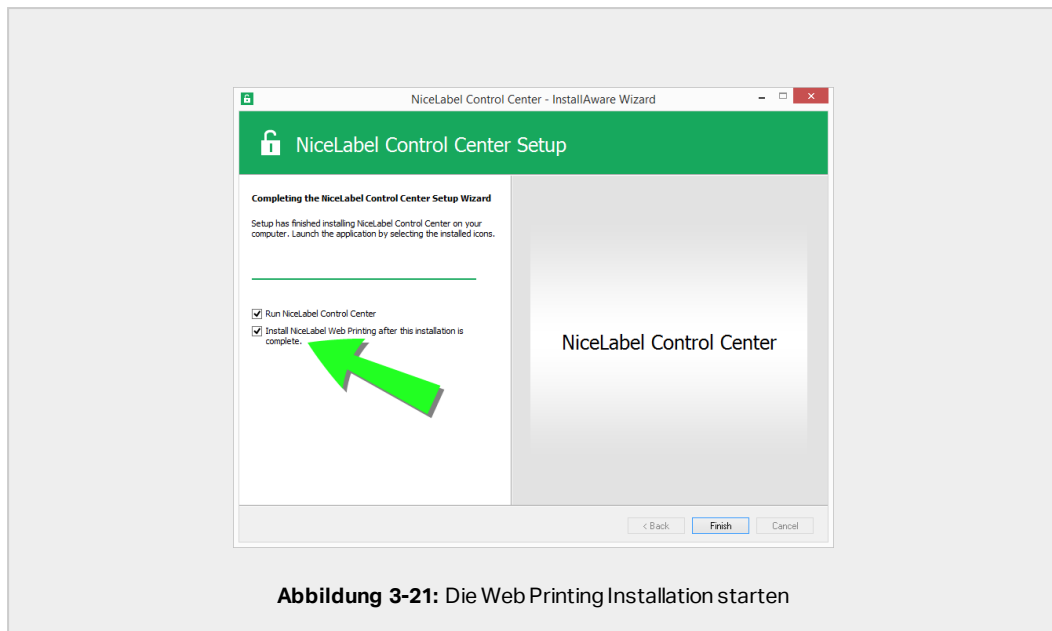 NiceLabel Control Center - InstallAware Wizard
NiceLabel Control Center Setup
Completing the NiceLabel Control Center Setup Wizard
Setup has finished installing NiceLabel Control Center on your
computer. Launch the application by selecting the installed icons.
Run NiceLabel Control Center
Install NiceLabel Web Printing after this installation is
complete.
NiceLabel Control Center
< Back
Finish
Cancel
Abbildung 3-21: Die Web Printing Installation starten